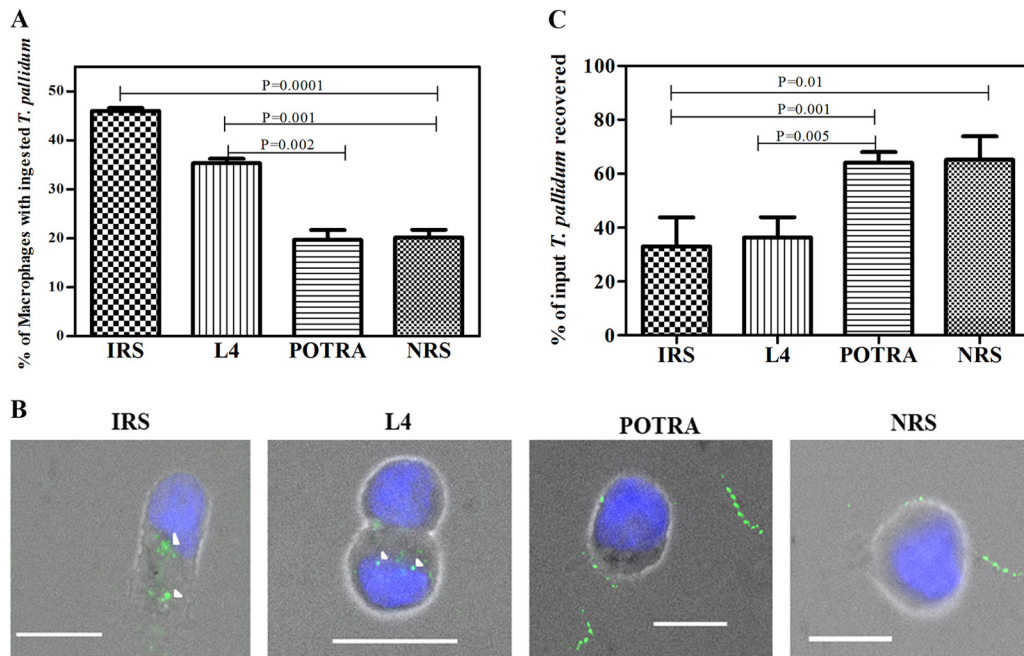 A
% of Macrophages with ingested T. pallidum
50
40
30
20
10
0
P=0.0001
P=0.001
P=0.002
IRS L4 POTRA NRS
C
% of input T. pallidum recovered
100
80
60
40
20
0
P=0.01
P=0.001
P=0.005
IRS L4 POTRA NRS
B
IRS L4 POTRA NRS